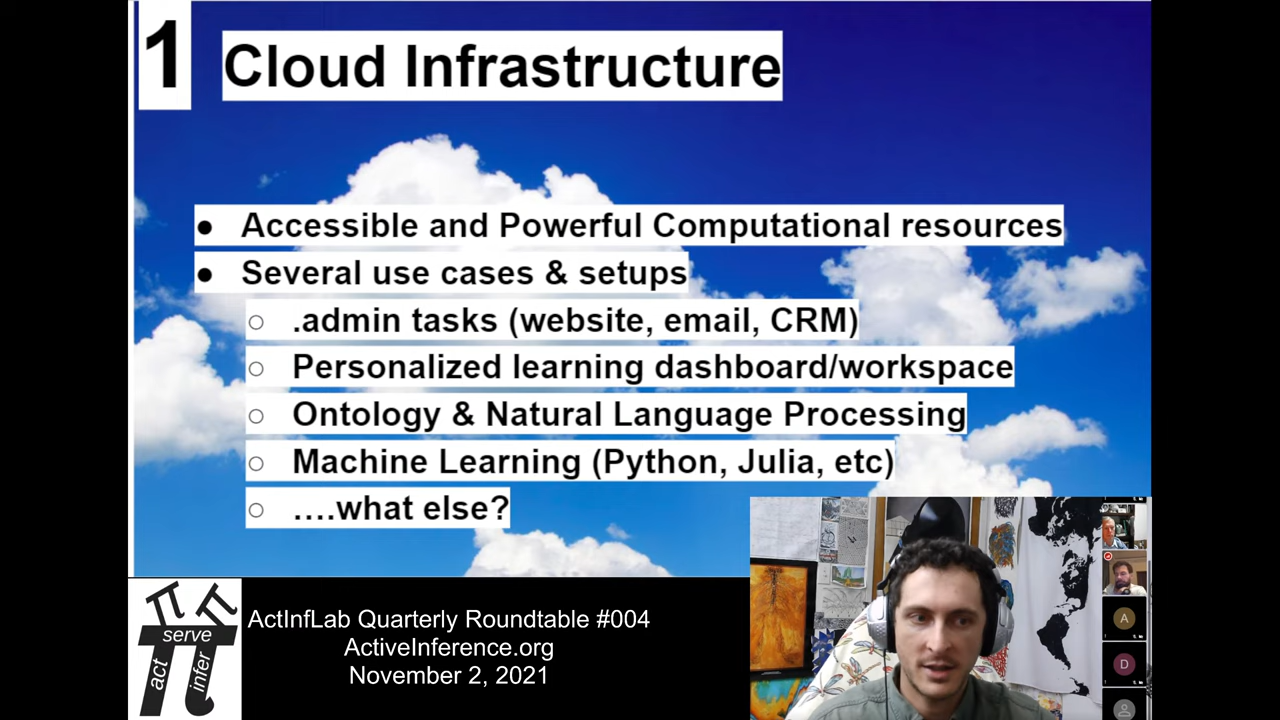 1 Cloud Infrastructure
● Accessible and Powerful Computational resources
● Several use cases & setups
○ .admin tasks (website, email, CRM)
○ Personalized learning dashboard/workspace
○ Ontology & Natural Language Processing
○ Machine Learning (Python, Julia, etc)
○ ….what else?
serve
act
infer
ActInfLab Quarterly Roundtable #004
ActiveInference.org
November 2, 2021
A
D